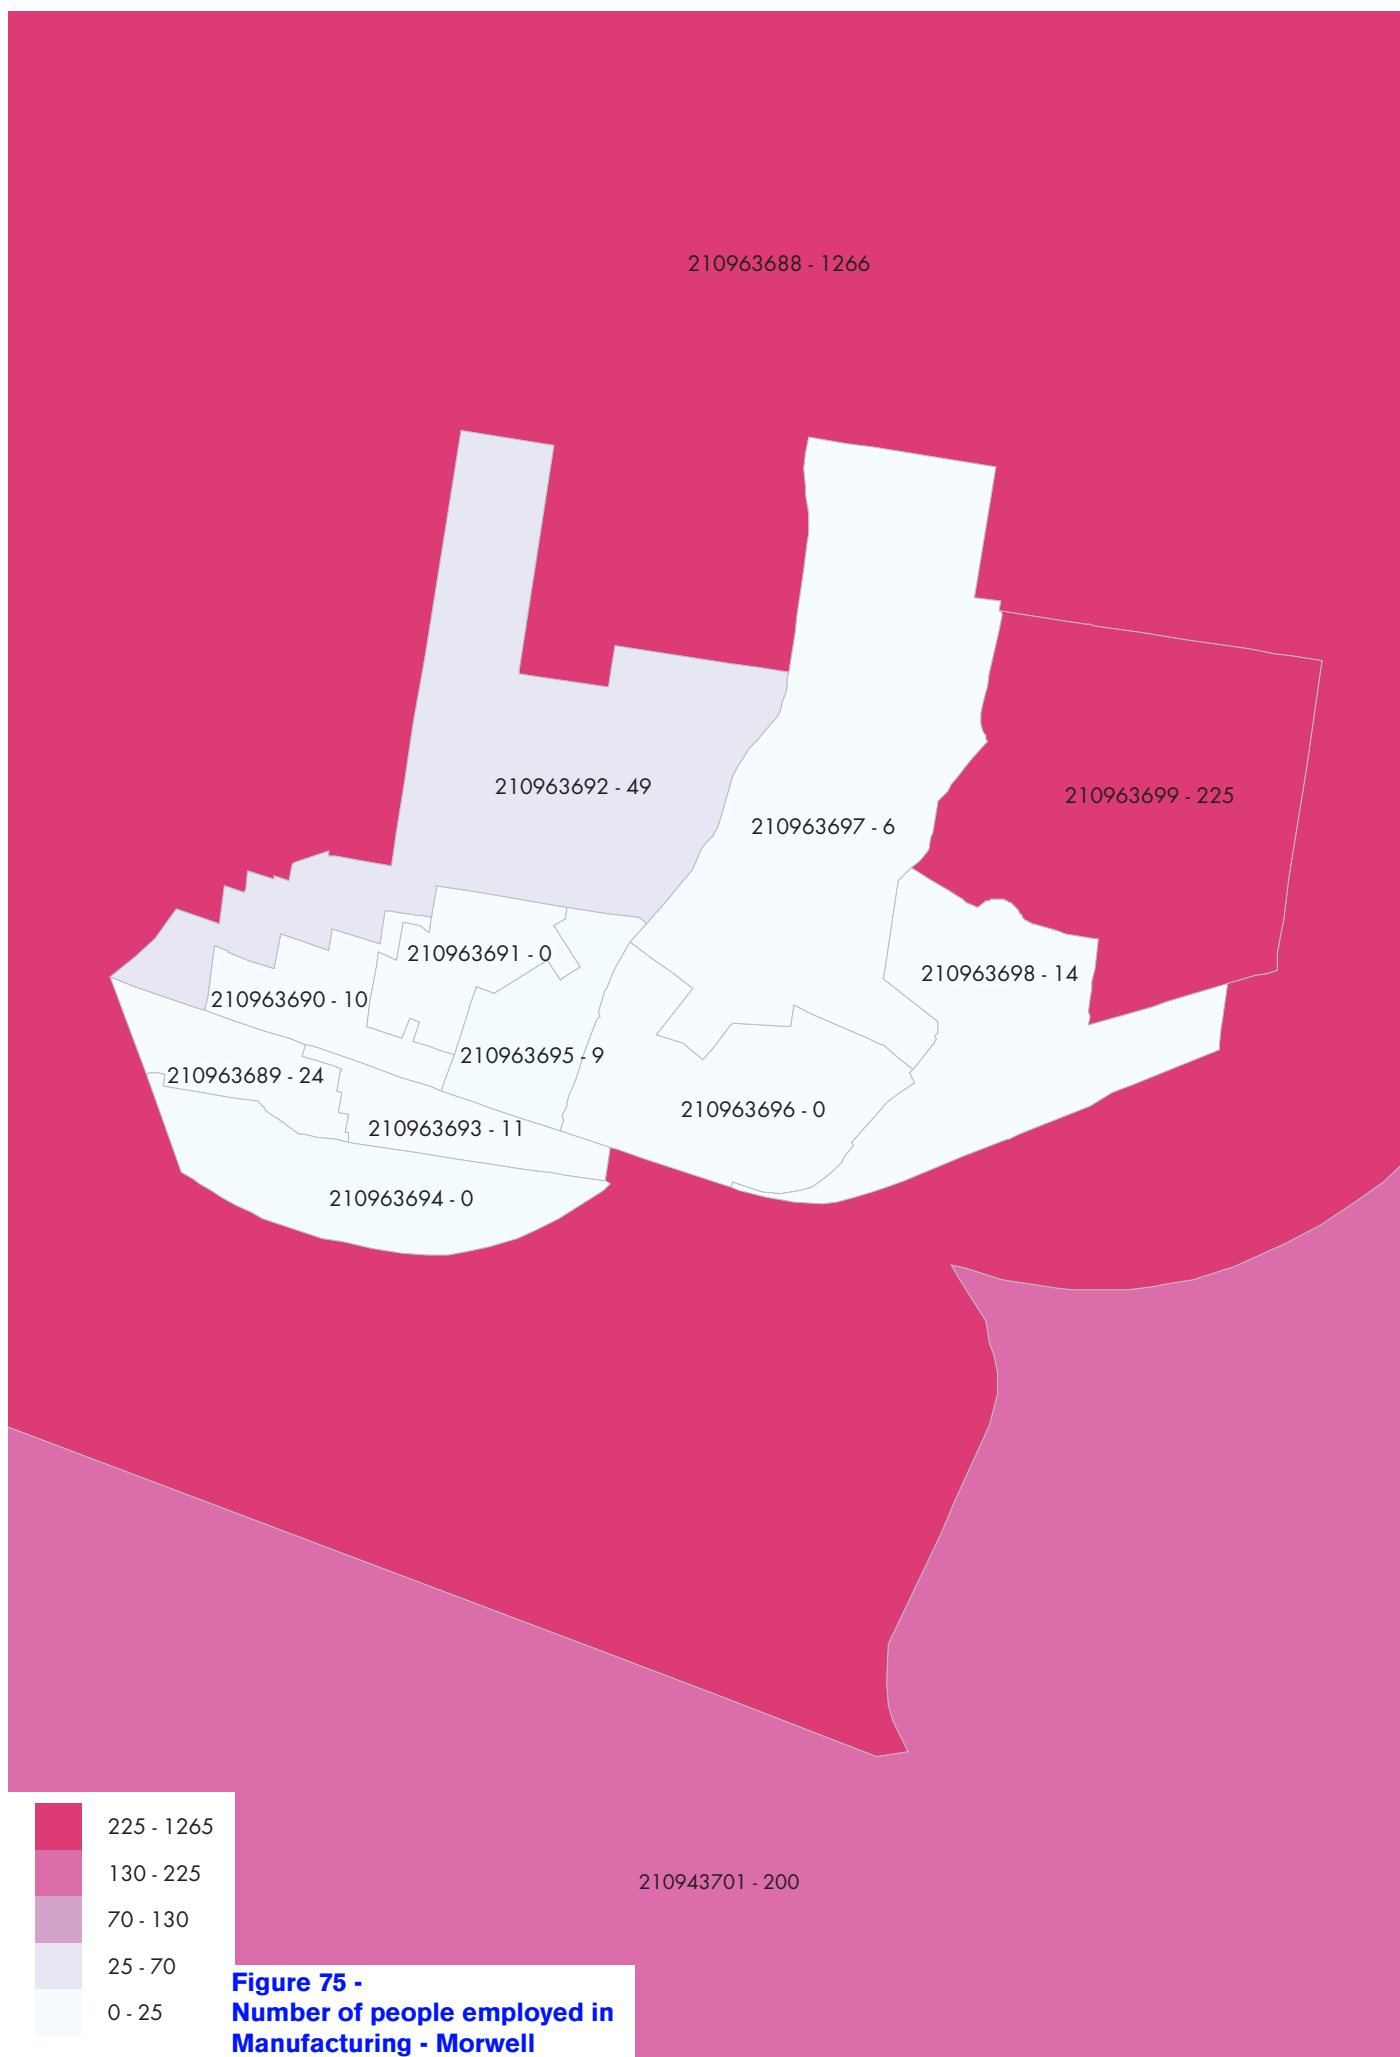 210963688 - 1266
210963692 - 49
210963699 - 225
210963697 - 6
210963691 - 0
210963698 - 14
210963690 - 10
210963695 - 9
210963689 - 24
210963696 - 0
210963693 - 11
210963694 - 0
225 - 1265
130 - 225
210943701 - 200
70 - 130
25 - 70
0 - 25
Figure 75 -
Number of people employed in
Manufacturing - Morwell